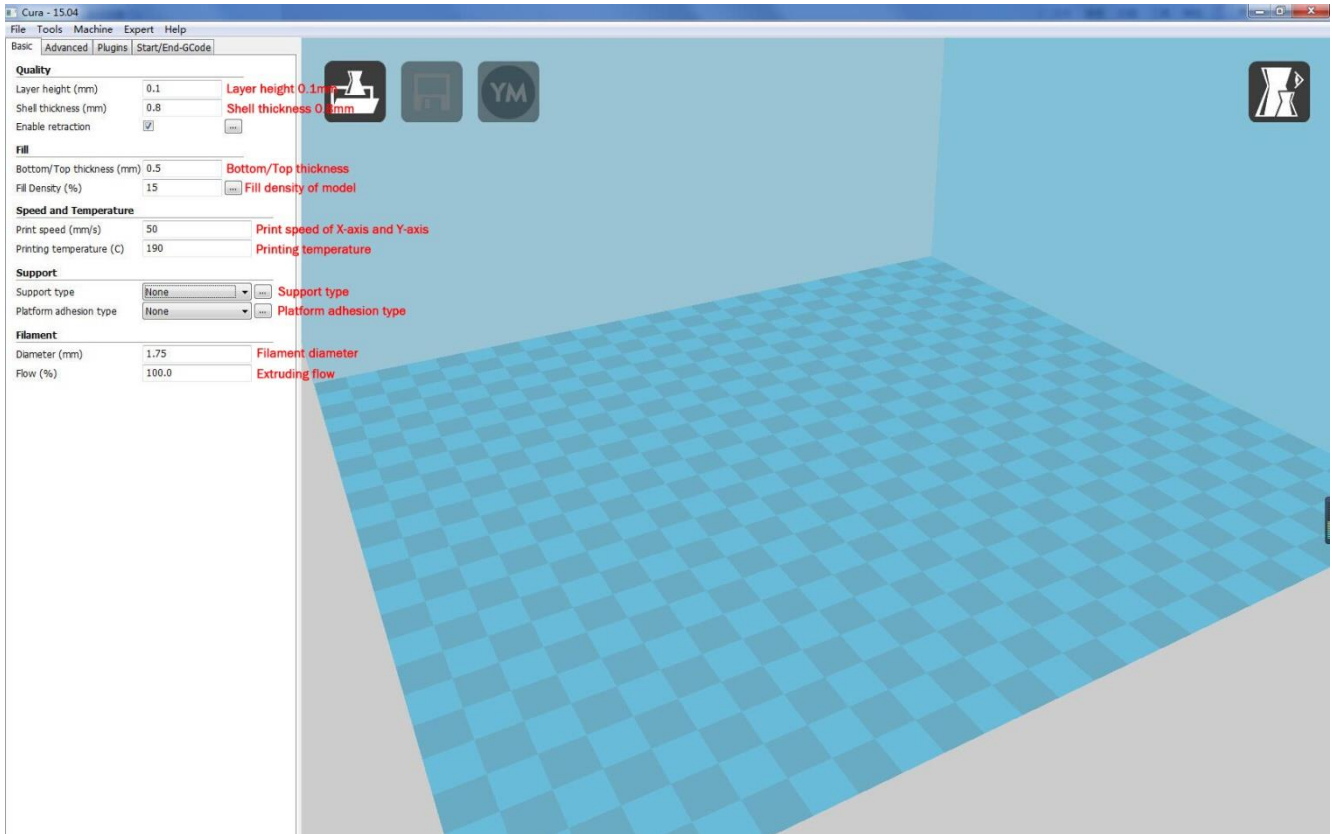 Cura - 15.04
File Tools Machine Expert Help
Basic Advanced Plugins Start/End-GCode
Quality
Layer height (mm) 0.1 Layer height 0.1mm
Shell thickness (mm) 0.8 Shell thickness 0.8mm
Enable retraction ...
Fill
Bottom/Top thickness (mm) 0.5 Bottom/Top thickness
Fill Density (%) 15 ... Fill density of model
Speed and Temperature
Print speed (mm/s) 50 Print speed of X-axis and Y-axis
Printing temperature (C) 190 Printing temperature
Support
Support type None ... Support type
Platform adhesion type None ... Platform adhesion type
Filament
Diameter (mm) 1.75 Filament diameter
Flow (%) 100.0 Extruding flow
YM